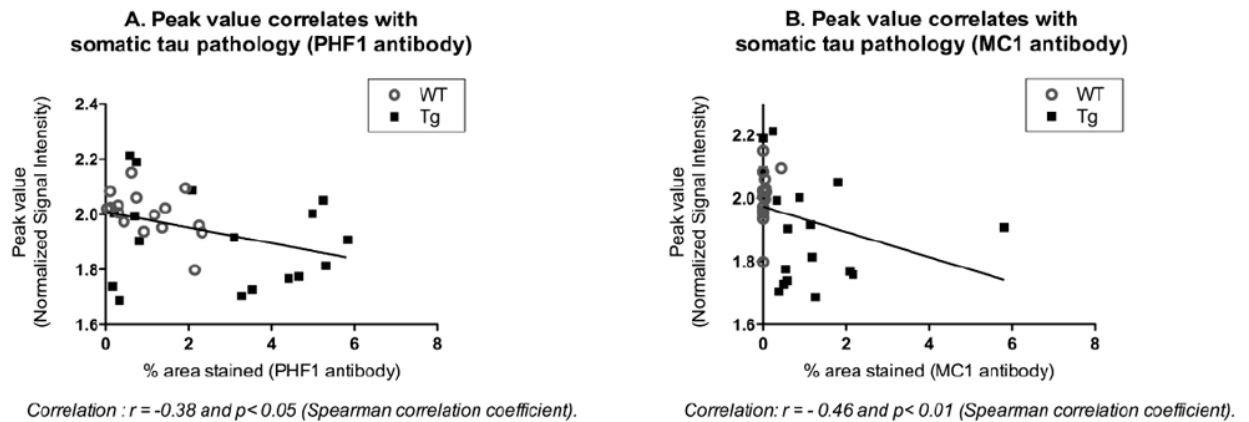 A. Peak value correlates with
somatic tau pathology (PHF1 antibody)
WT
Tg
Peak value
(Normalized Signal Intensity)
2.4
2.2
2.0
1.8
1.6
0
2
4
6
8
% area stained (PHF1 antibody)
Correlation : r = -0.38 and p< 0.05 (Spearman correlation coefficient).
B. Peak value correlates with
somatic tau pathology (MC1 antibody)
WT
Tg
Peak value
(Normalized Signal Intensity)
2.2
2.0
1.8
1.6
0
2
4
6
8
% area stained (MC1 antibody)
Correlation: r = - 0.46 and p< 0.01 (Spearman correlation coefficient).